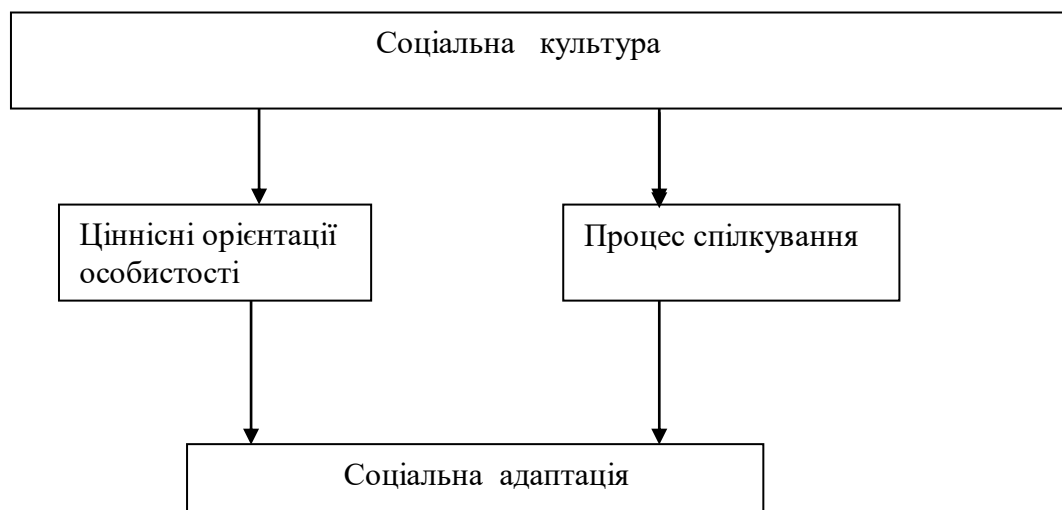 Соціальна культура
Ціннісні орієнтації
особистості
Процес спілкування
Соціальна адаптація